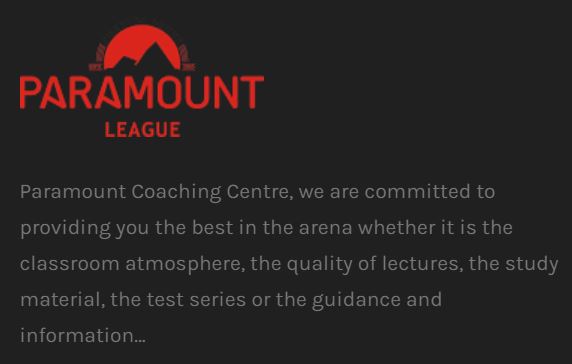 PARAMOUNT
LEAGUE
Paramount Coaching Centre, we are committed to
providing you the best in the arena whether it is the
classroom atmosphere, the quality of lectures, the study
material, the test series or the guidance and
information...